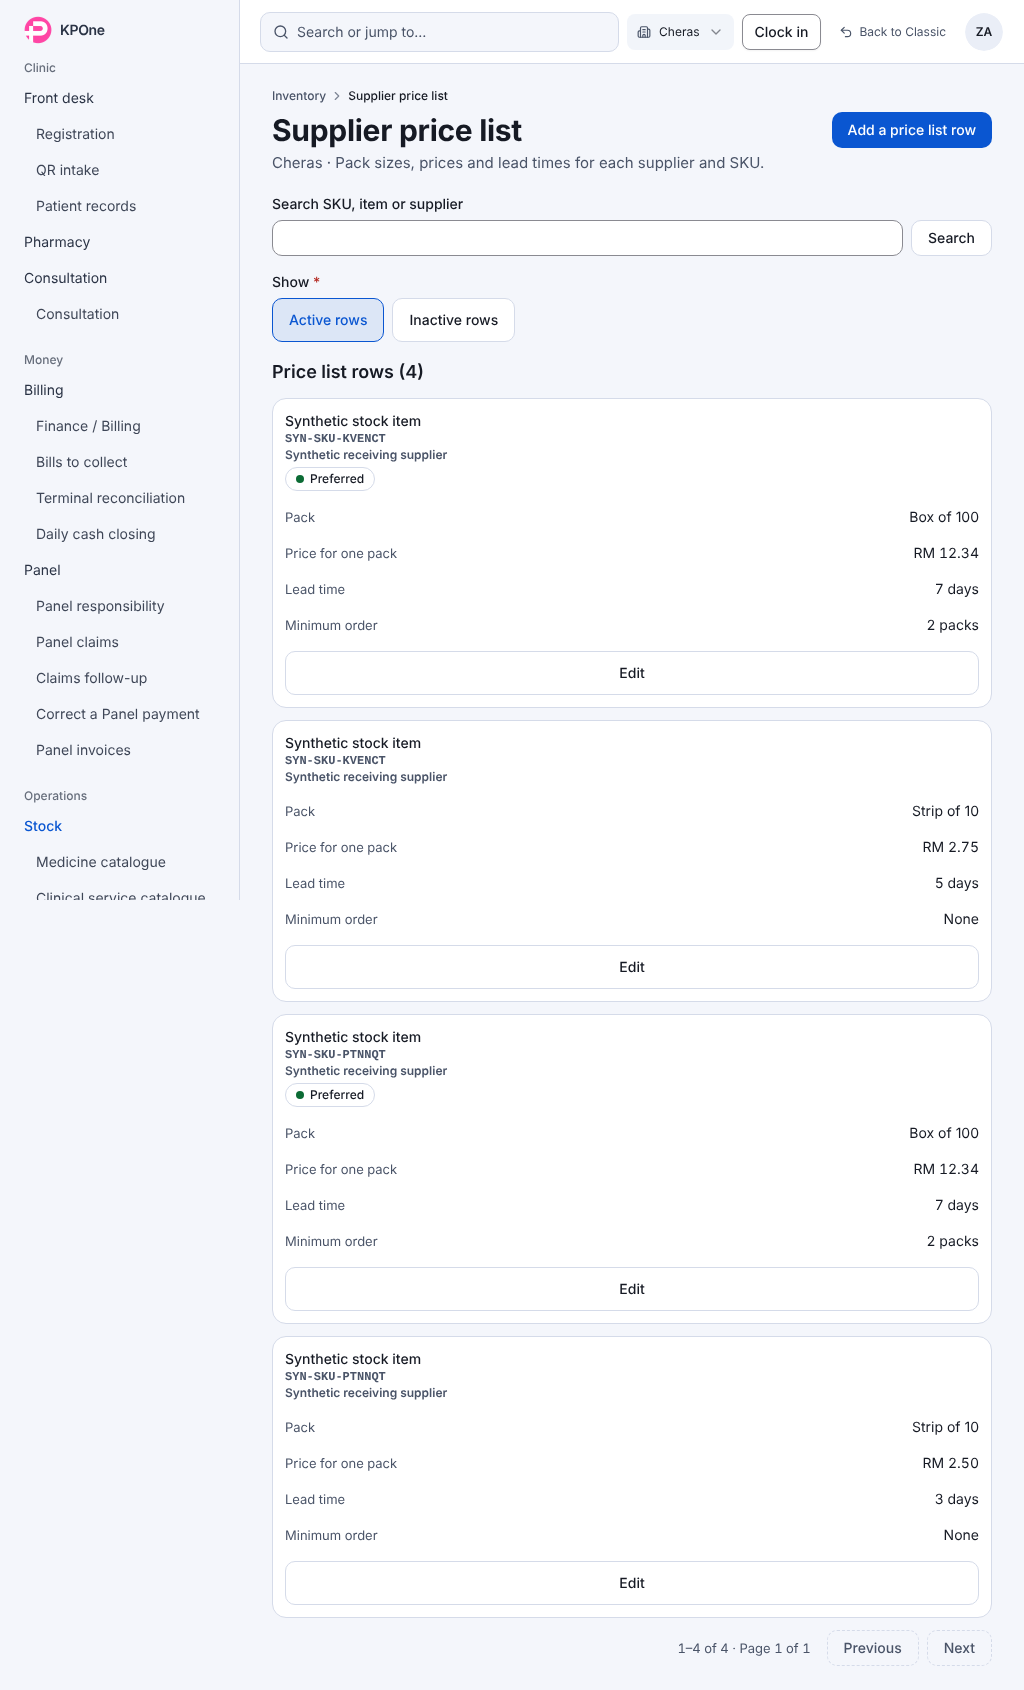 KPOne
Clinic
Front desk
Registration
QR intake
Patient records
Pharmacy
Consultation
Consultation
Money
Billing
Finance / Billing
Bills to collect
Terminal reconciliation
Daily cash closing
Panel
Panel responsibility
Panel claims
Claims follow-up
Correct a Panel payment
Panel invoices
Operations
Stock
Medicine catalogue
Clinical service catalogue
Search or jump to...
Cheras
Clock in
Back to Classic
ZA
Inventory > Supplier price list
Supplier price list
Add a price list row
Cheras · Pack sizes, prices and lead times for each supplier and SKU.
Search SKU, item or supplier
Search
Show *
Active rows
Inactive rows
Price list rows (4)
Synthetic stock item
SYN-SKU-KVENCT
Synthetic receiving supplier
Preferred
Pack Box of 100
Price for one pack RM 12.34
Lead time 7 days
Minimum order 2 packs
Edit
Synthetic stock item
SYN-SKU-KVENCT
Synthetic receiving supplier
Pack Strip of 10
Price for one pack RM 2.75
Lead time 5 days
Minimum order None
Edit
Synthetic stock item
SYN-SKU-PTNNQT
Synthetic receiving supplier
Preferred
Pack Box of 100
Price for one pack RM 12.34
Lead time 7 days
Minimum order 2 packs
Edit
Synthetic stock item
SYN-SKU-PTNNQT
Synthetic receiving supplier
Pack Strip of 10
Price for one pack RM 2.50
Lead time 3 days
Minimum order None
Edit
1–4 of 4 · Page 1 of 1
Previous
Next